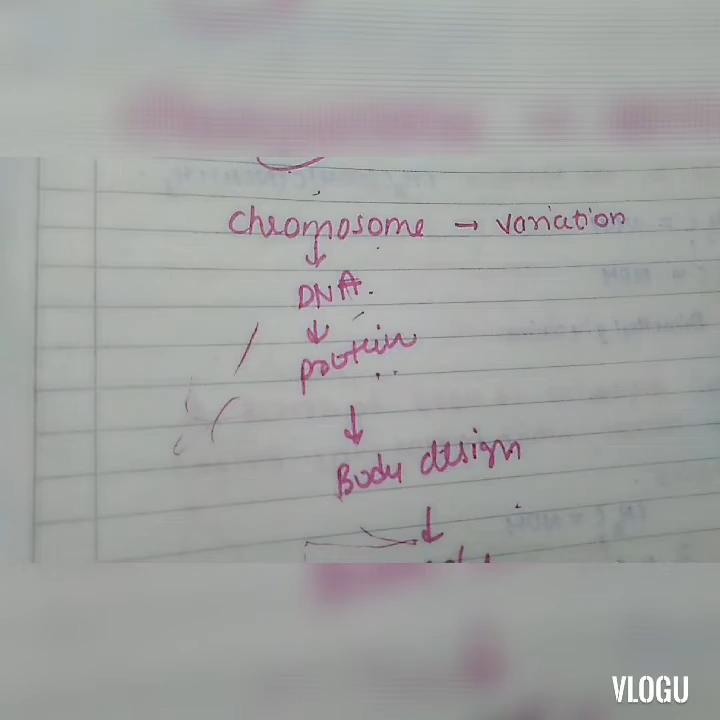 chromosome → variation
↓
DNA.
↓
protein
↓
Body design
↓
VLOGU